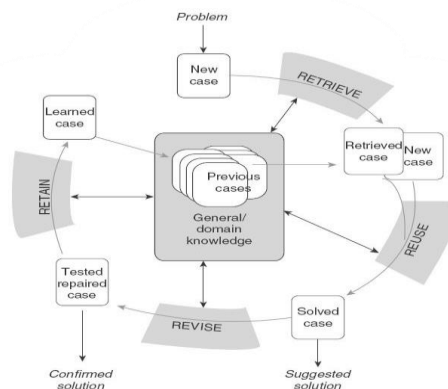 Problem
New
case
RETRIEVE
Learned
case
Retrieved
case
New
case
Previous
cases
General/
domain
knowledge
RETAIN
REUSE
Tested
repaired
case
REVISE
Solved
case
Confirmed
solution
Suggested
solution